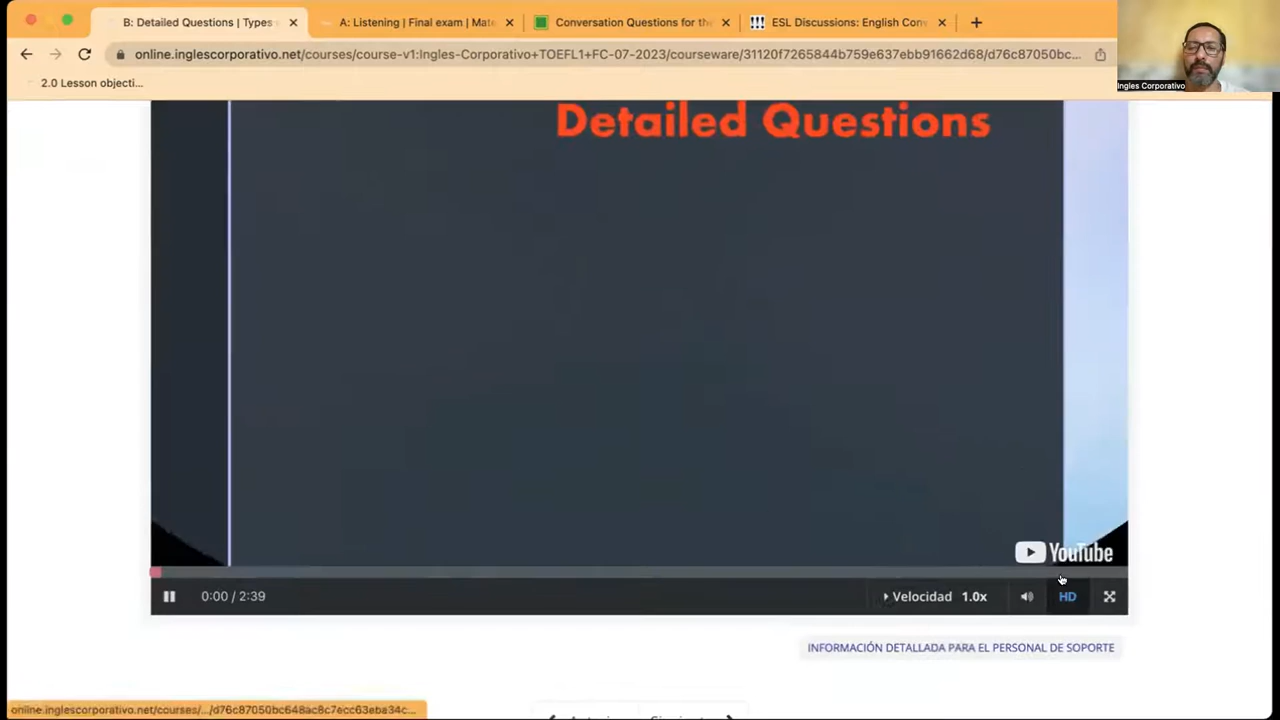 B: Detailed Questions | Types
A: Listening | Final exam | Mate
Conversation Questions for the
ESL Discussions: English Conv
online.inglescorporativo.net/courses/course-v1:Ingles-Corporativo+TOEFL1+FC-07-2023/courseware/31120f7265844b759e637ebb91662d68/d76c87050bc...
Ingles Corporativo
2.0 Lesson objecti...
Detailed Questions
YouTube
0:00 / 2:39
Velocidad 1.0x
HD
INFORMACIÓN DETALLADA PARA EL PERSONAL DE SOPORTE
online.inglescorporativo.net/courses/.../d76c87050bc648ac8c7ecc63eba34c...